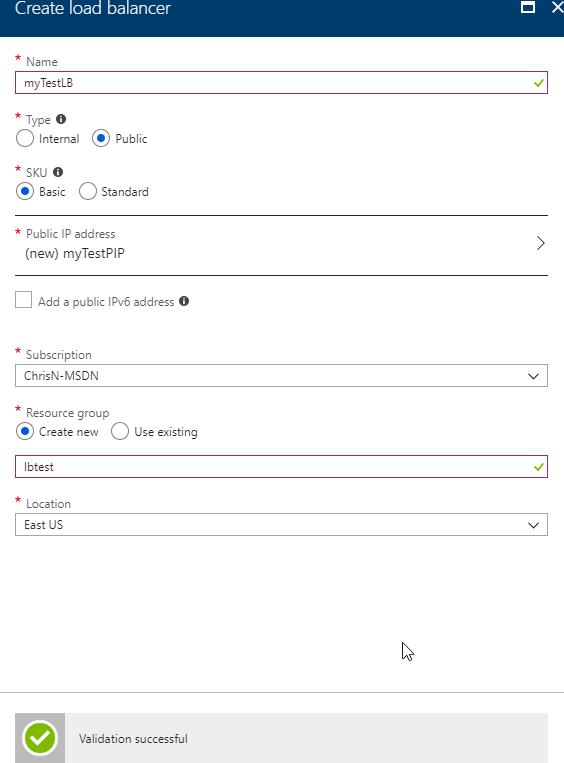 Create load balancer
* Name
myTestLB
* Type
Internal Public
* SKU
Basic Standard
* Public IP address
(new) myTestPIP
Add a public IPv6 address
* Subscription
ChrisN-MSDN
* Resource group
Create new Use existing
lbtest
* Location
East US
Validation successful